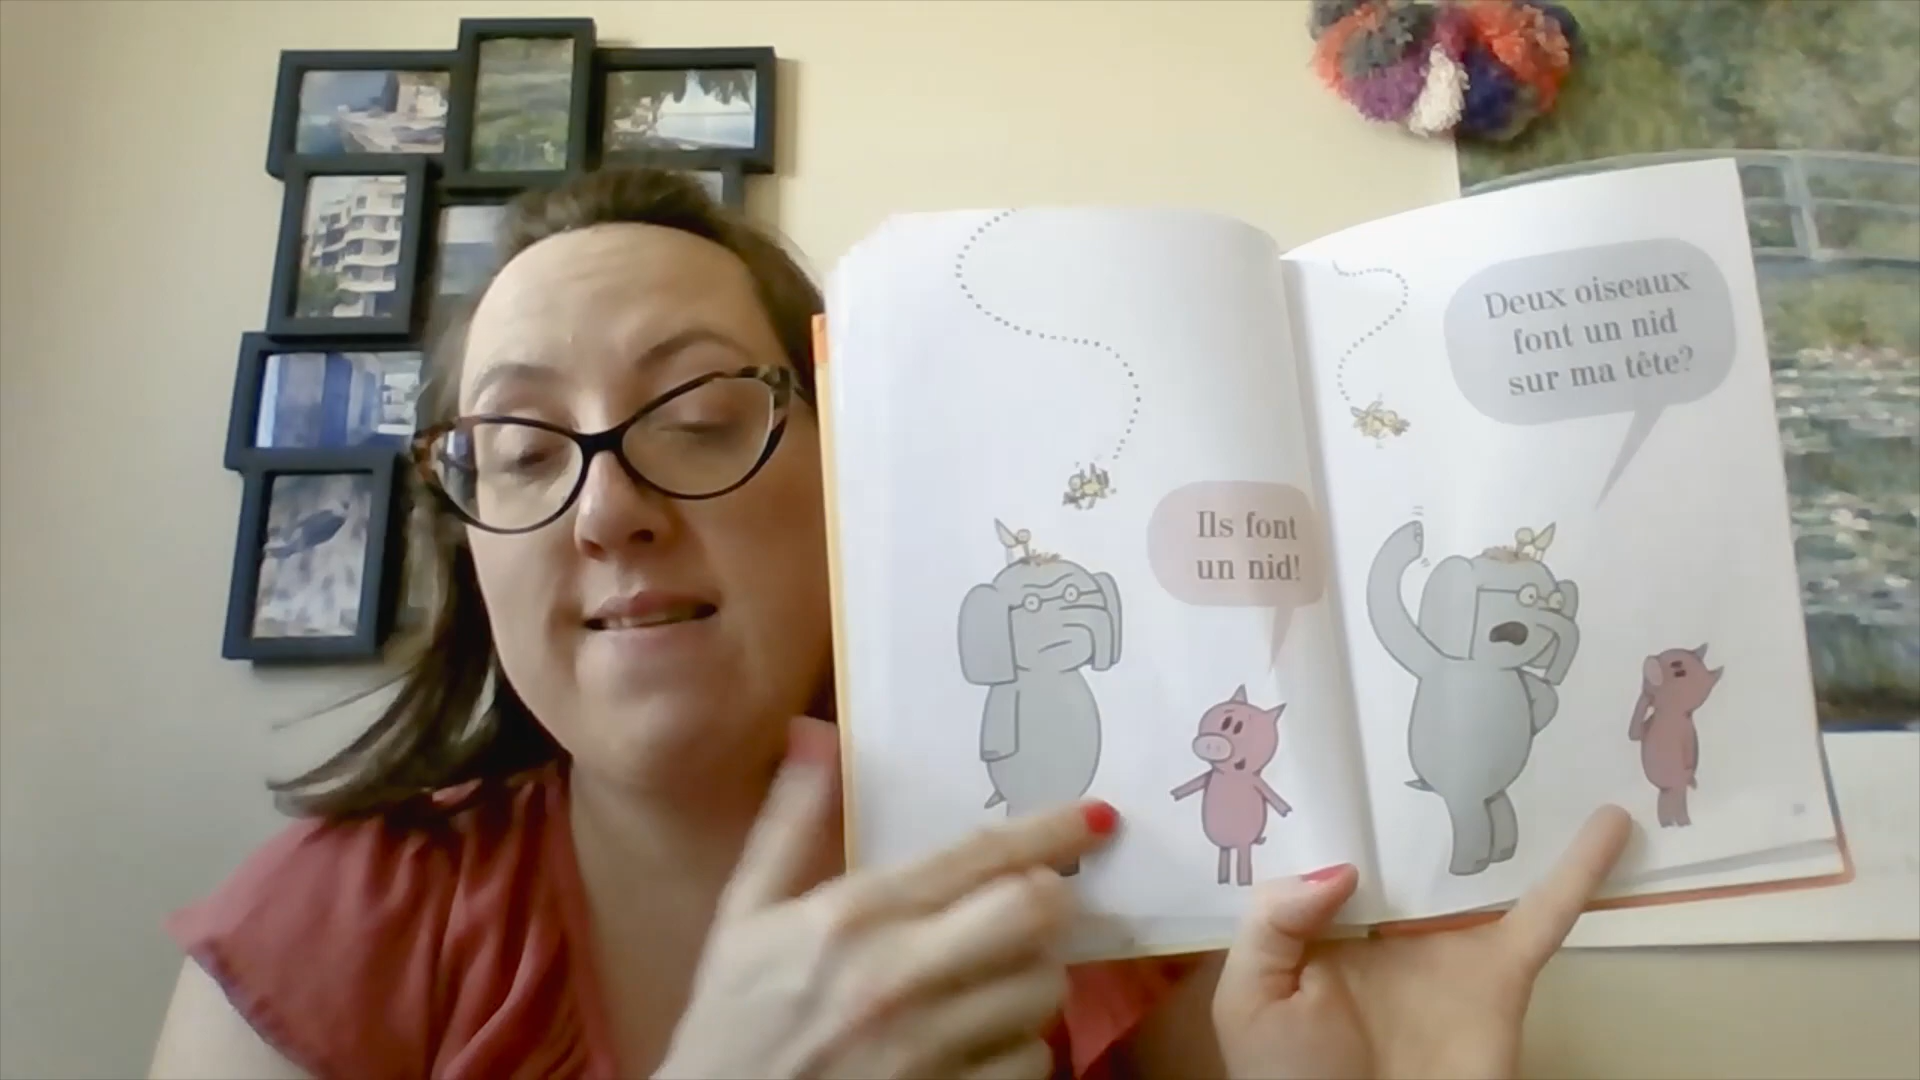 Ils font
un nid!
Deux oiseaux
font un nid
sur ma tête?